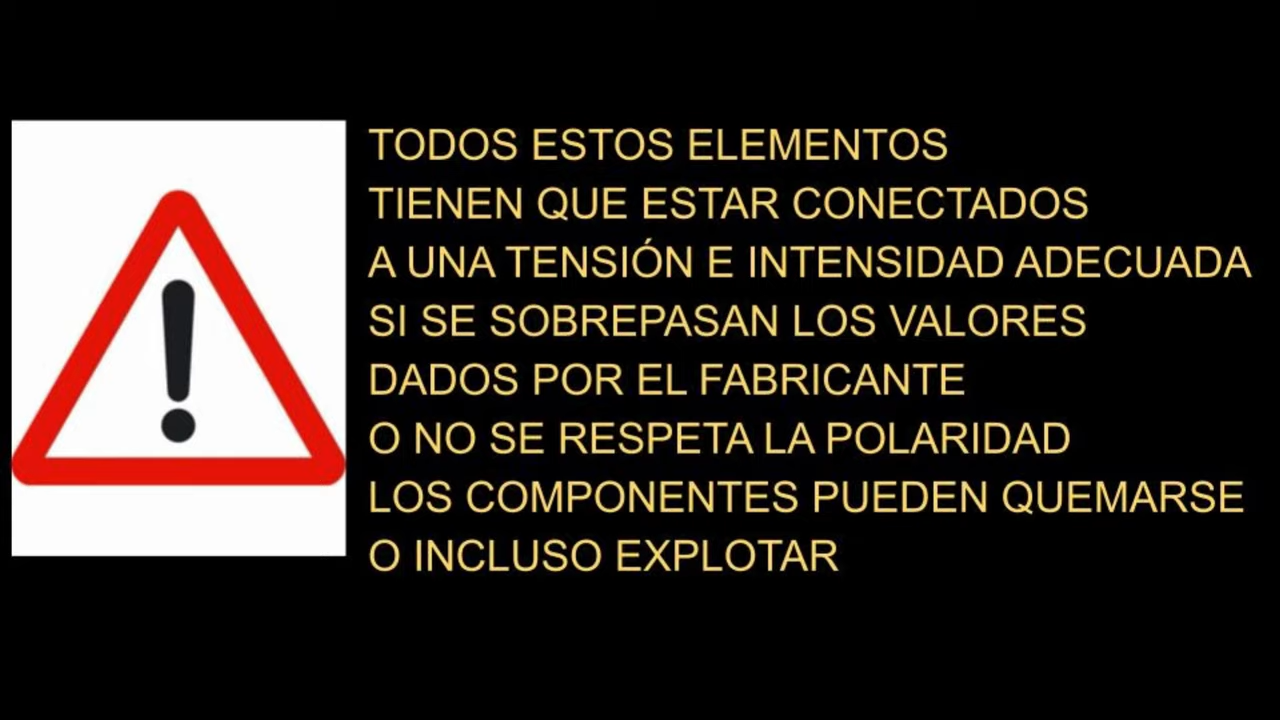 TODOS ESTOS ELEMENTOS
TIENEN QUE ESTAR CONECTADOS
A UNA TENSIÓN E INTENSIDAD ADECUADA
SI SE SOBREPASAN LOS VALORES
DADOS POR EL FABRICANTE
O NO SE RESPETA LA POLARIDAD
LOS COMPONENTES PUEDEN QUEMARSE
O INCLUSO EXPLOTAR